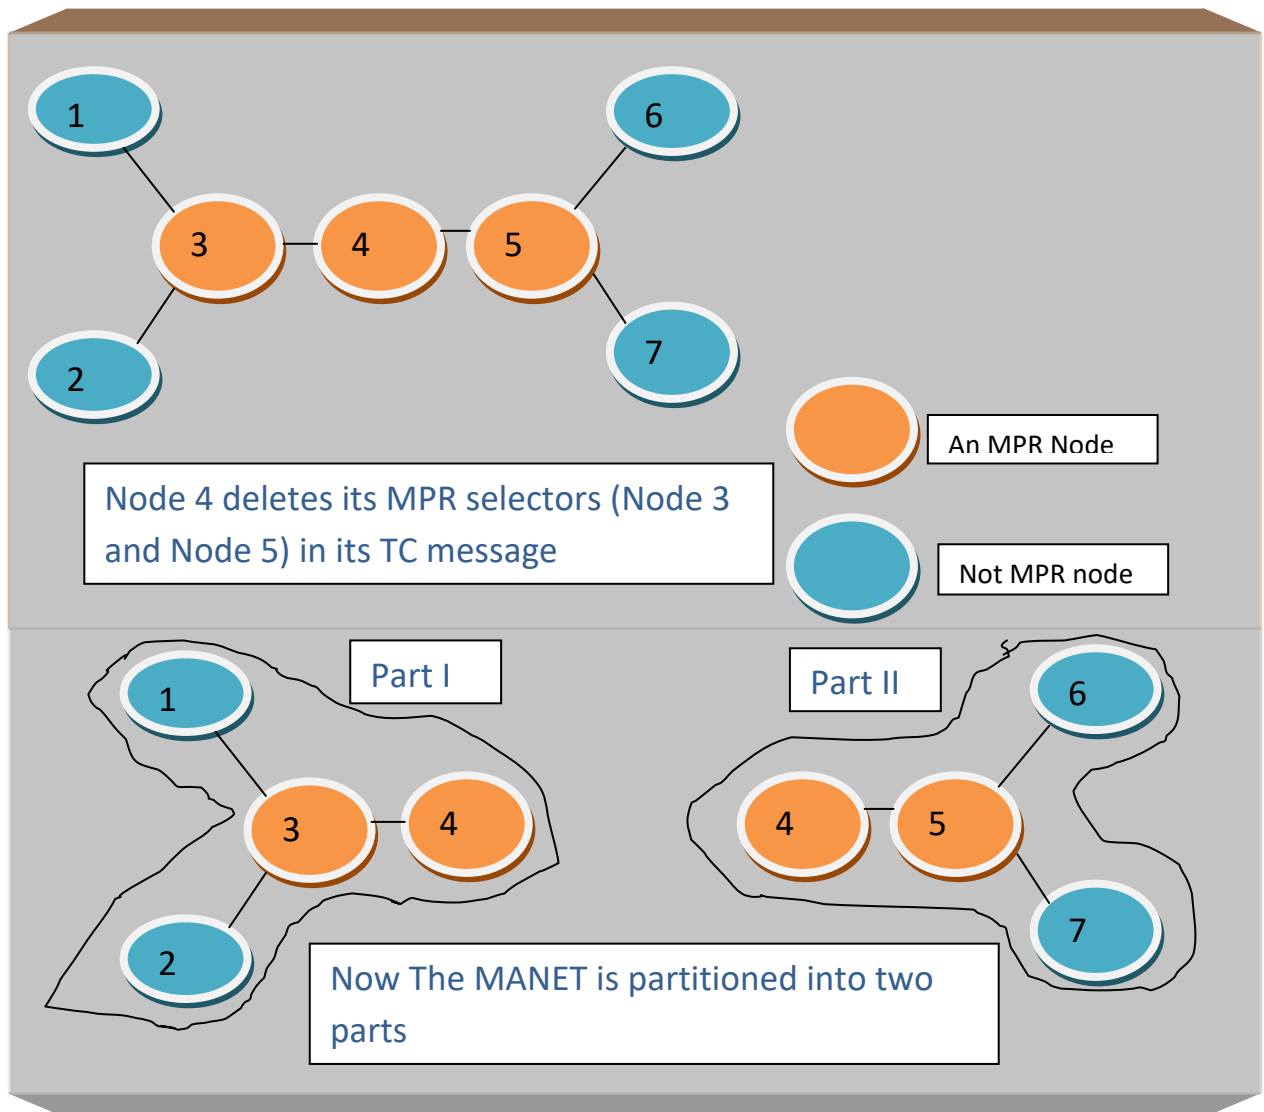 1
6
3
4
5
2
7
An MPR Node
Node 4 deletes its MPR selectors (Node 3
and Node 5) in its TC message
Not MPR node
Part I
Part II
1
6
3
4
4
5
2
7
Now The MANET is partitioned into two
parts